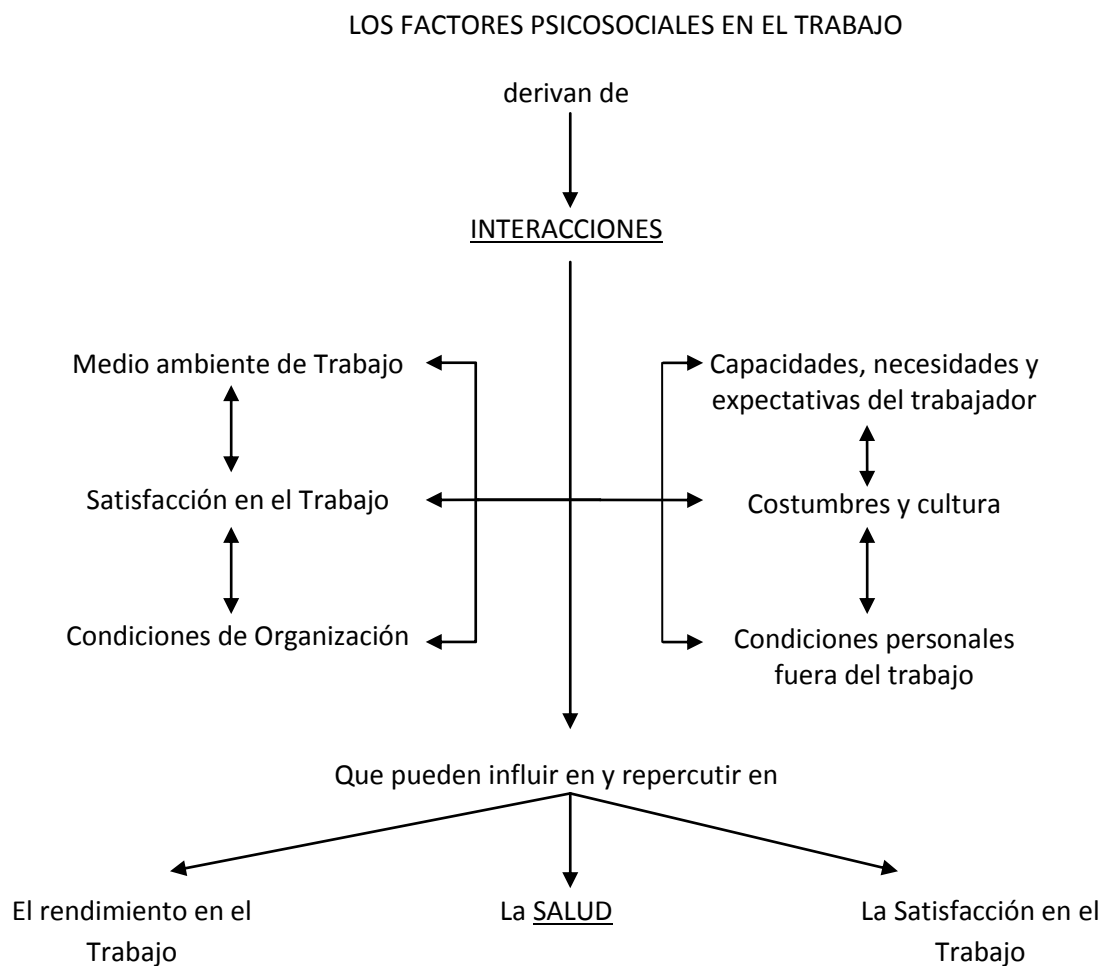 LOS FACTORES PSICOSOCIALES EN EL TRABAJO
derivan de
INTERACCIONES
Medio ambiente de Trabajo
Satisfacción en el Trabajo
Condiciones de Organización
Capacidades, necesidades y
expectativas del trabajador
Costumbres y cultura
Condiciones personales
fuera del trabajo
Que pueden influir en y repercutir en
El rendimiento en el
Trabajo
La SALUD
La Satisfacción en el
Trabajo